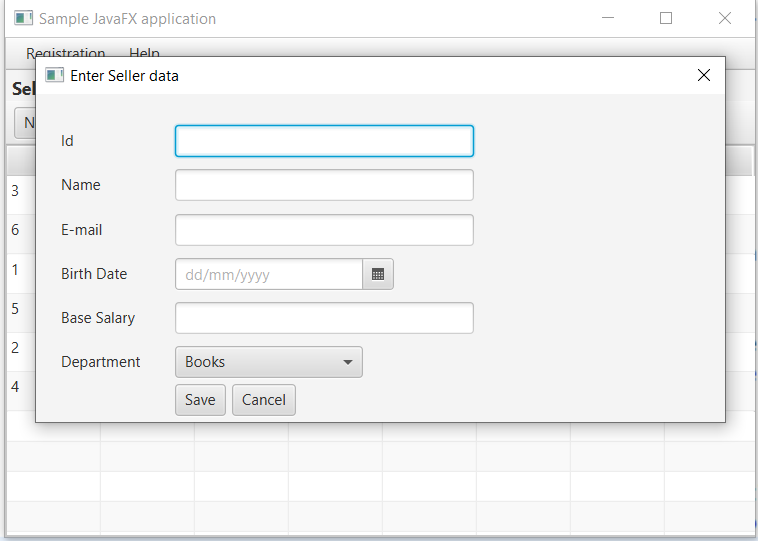 Sample JavaFX application
Registration Help
Enter Seller data
Sel
N
Id
Name
E-mail
Birth Date dd/mm/yyyy
Base Salary
Department Books
Save Cancel
3
6
1
5
2
4